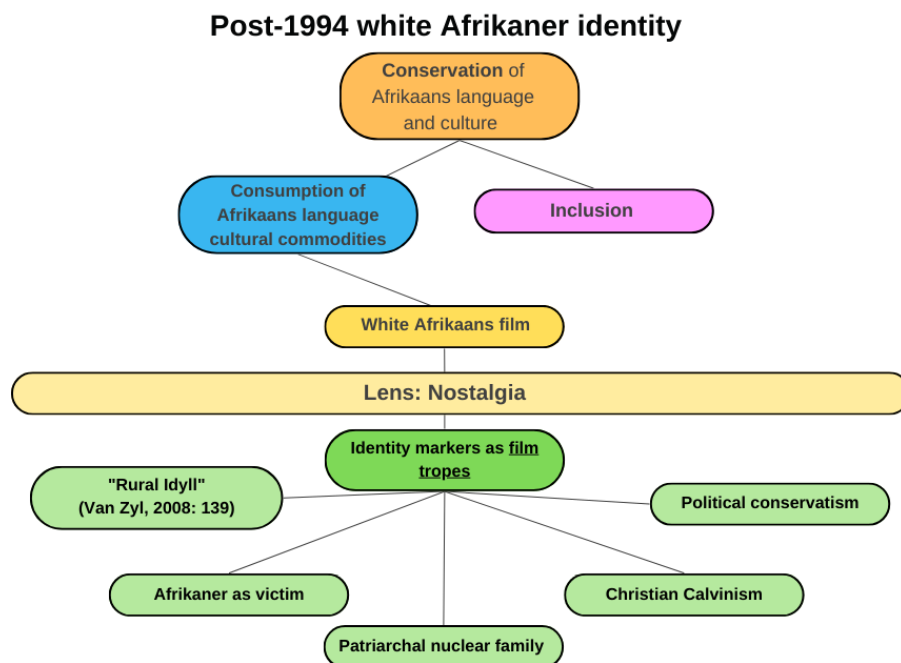 Post-1994 white Afrikaner identity
Conservation of
Afrikaans language
and culture
Consumption of
Afrikaans language
cultural commodities
Inclusion
White Afrikaans film
Lens: Nostalgia
Identity markers as film
tropes
"Rural Idyll"
(Van Zyl, 2008: 139)
Political conservatism
Afrikaner as victim
Christian Calvinism
Patriarchal nuclear family